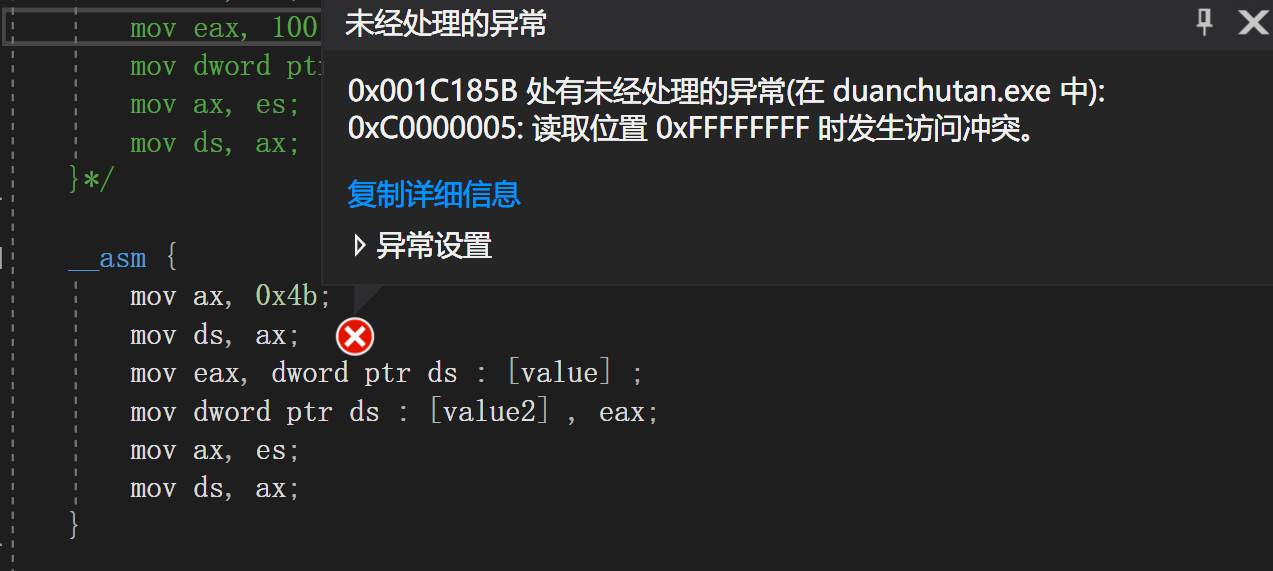 mov eax, 100
未经处理的异常
mov dword ptr
0x001C185B 处有未经处理的异常(在 duanchutan.exe 中):
mov ax, es;
0xC0000005: 读取位置 0xFFFFFFFF 时发生访问冲突。
mov ds, ax;
}*/
复制详细信息
异常设置
__asm {
mov ax, 0x4b;
mov ds, ax;
mov eax, dword ptr ds : [value] ;
mov dword ptr ds : [value2] , eax;
mov ax, es;
mov ds, ax;
}